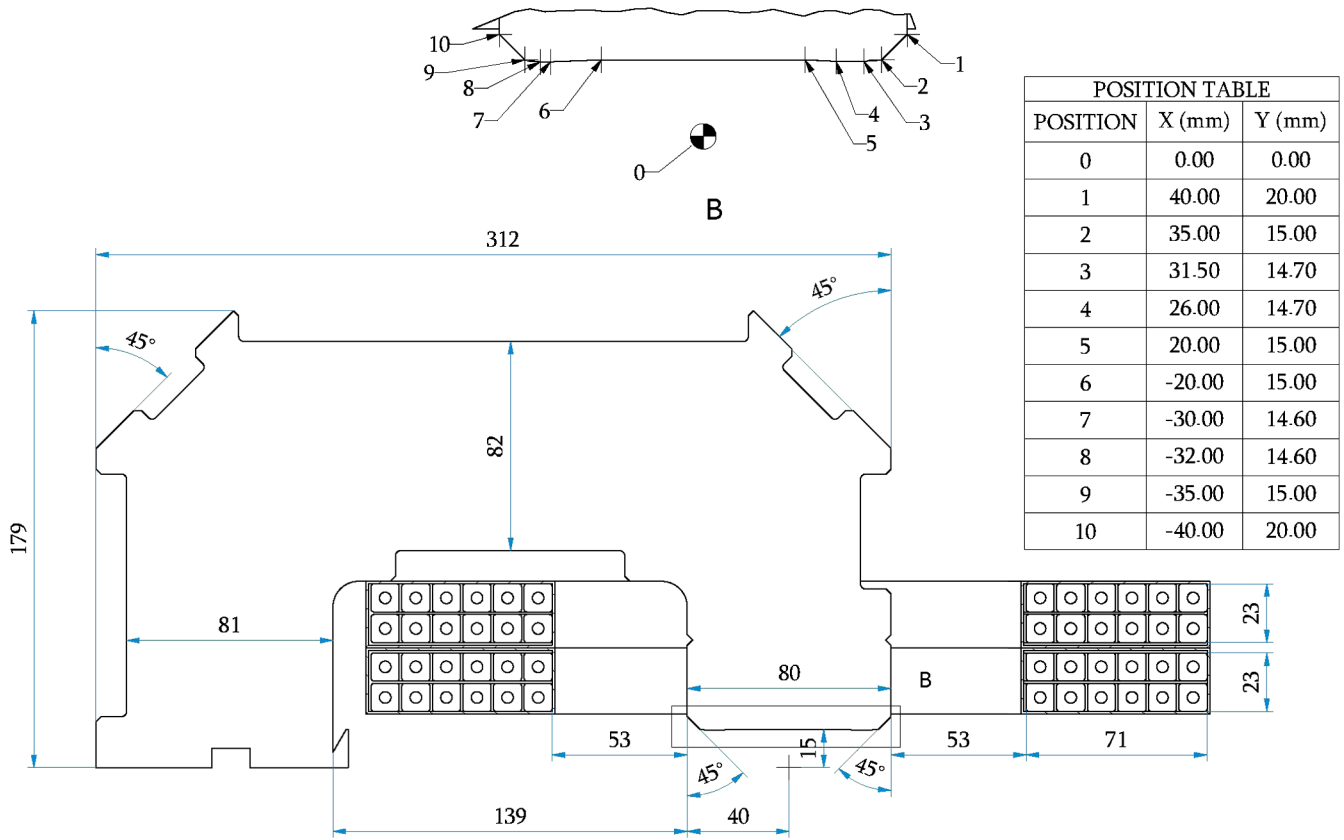 10
9
8
7
6
5
4
3
2
1
0
B
POSITION TABLE
POSITION X (mm) Y (mm)
0 0.00 0.00
1 40.00 20.00
2 35.00 15.00
3 31.50 14.70
4 26.00 14.70
5 20.00 15.00
6 -20.00 15.00
7 -30.00 14.60
8 -32.00 14.60
9 -35.00 15.00
10 -40.00 20.00
312
45°
45°
179
82
81
80
B
23
23
53
15
53
71
45°
45°
139
40